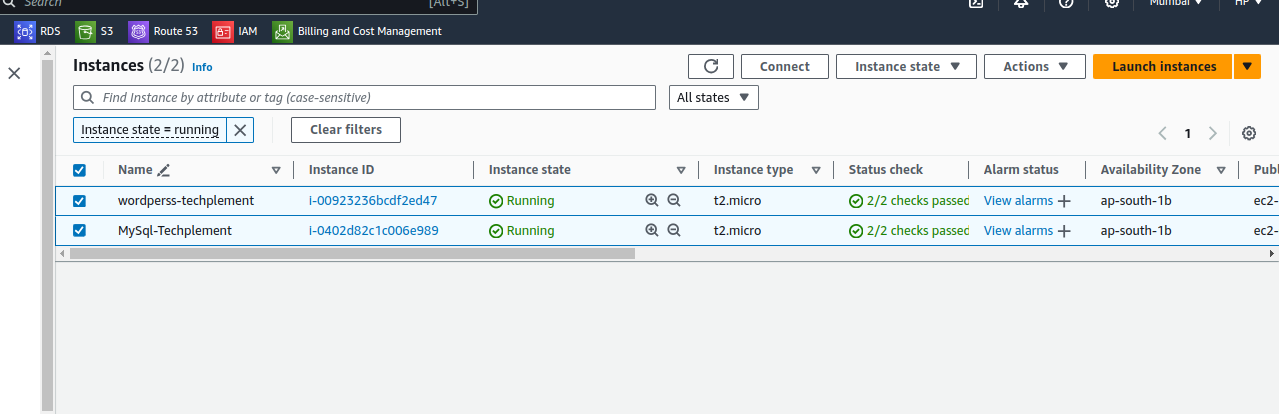 Search [Alt+S] Mumbai HP
RDS S3 Route 53 IAM Billing and Cost Management
Instances (2/2) Info Connect Instance state Actions Launch instances
Find Instance by attribute or tag (case-sensitive) All states
Instance state = running Clear filters 1
Name Instance ID Instance state Instance type Status check Alarm status Availability Zone Publ
wordperss-techplement i-00923236bcdf2ed47 Running t2.micro 2/2 checks passed View alarms ap-south-1b ec2-
MySql-Techplement i-0402d82c1c006e989 Running t2.micro 2/2 checks passed View alarms ap-south-1b ec2-